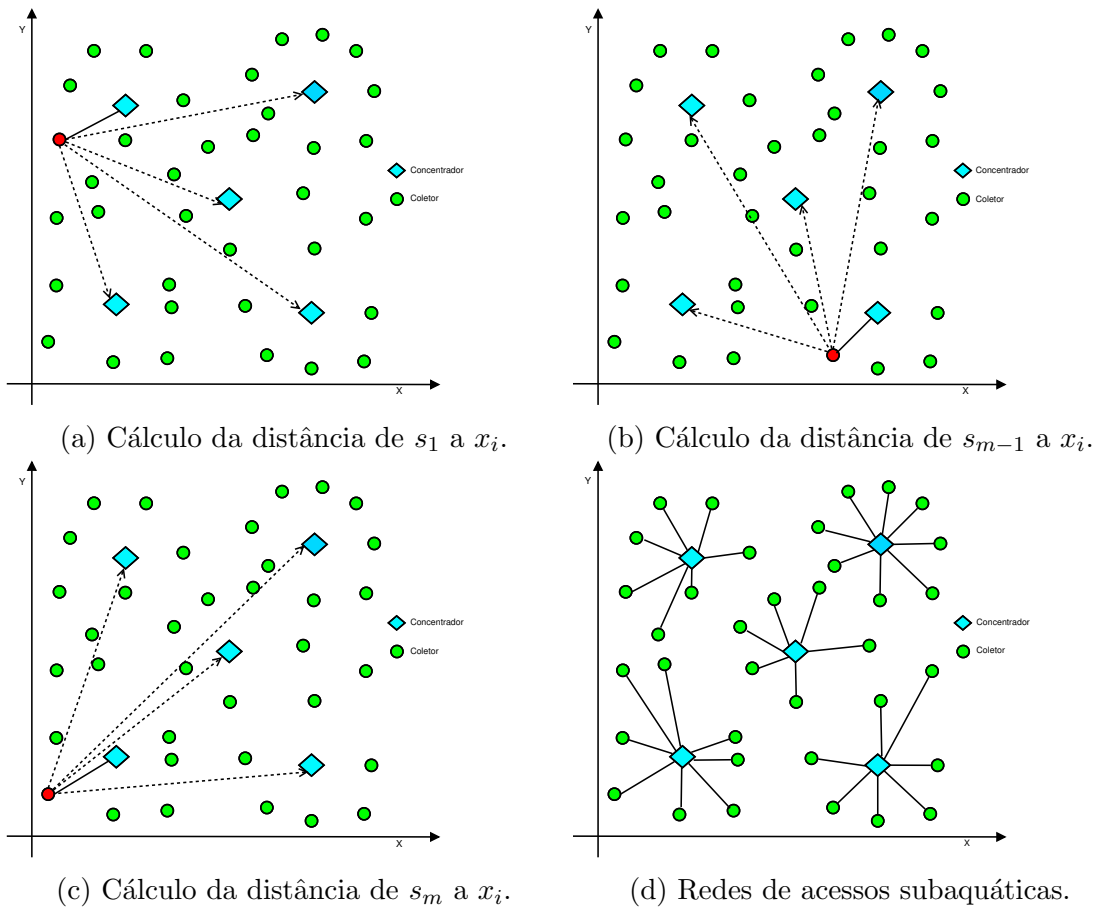 Y
Concentrador
Coletor
X
(a) Cálculo da distância de s₁ a xᵢ.
Y
Concentrador
Coletor
X
(b) Cálculo da distância de sₘ₋₁ a xᵢ.
Y
Concentrador
Coletor
X
(c) Cálculo da distância de sₘ a xᵢ.
Y
Concentrador
Coletor
X
(d) Redes de acessos subaquáticas.